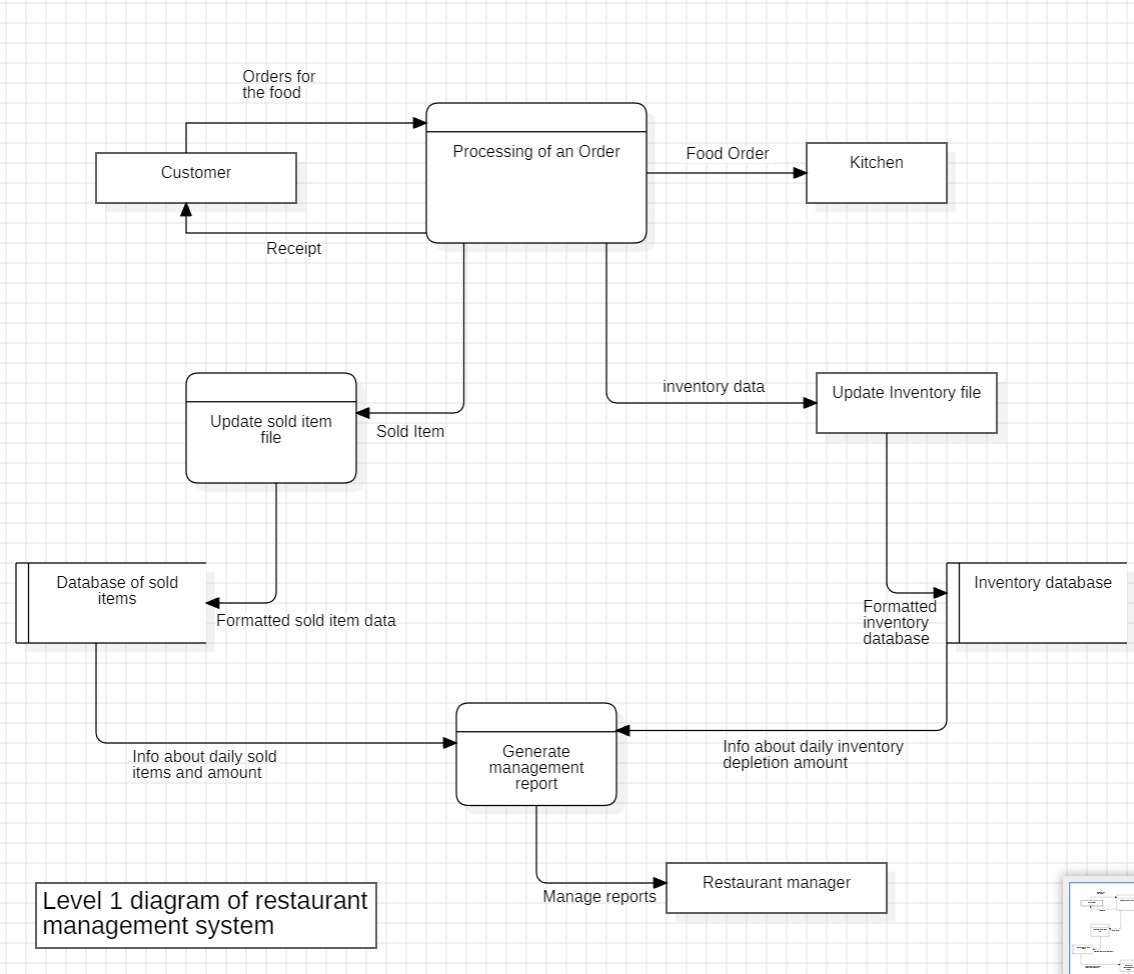 Orders for
the food
Processing of an Order
Food Order
Kitchen
Customer
Receipt
inventory data
Update Inventory file
Update sold item
file
Sold Item
Database of sold
items
Formatted sold item data
Inventory database
Formatted
inventory
database
Info about daily sold
items and amount
Generate
management
report
Info about daily inventory
depletion amount
Manage reports
Restaurant manager
Level 1 diagram of restaurant
management system